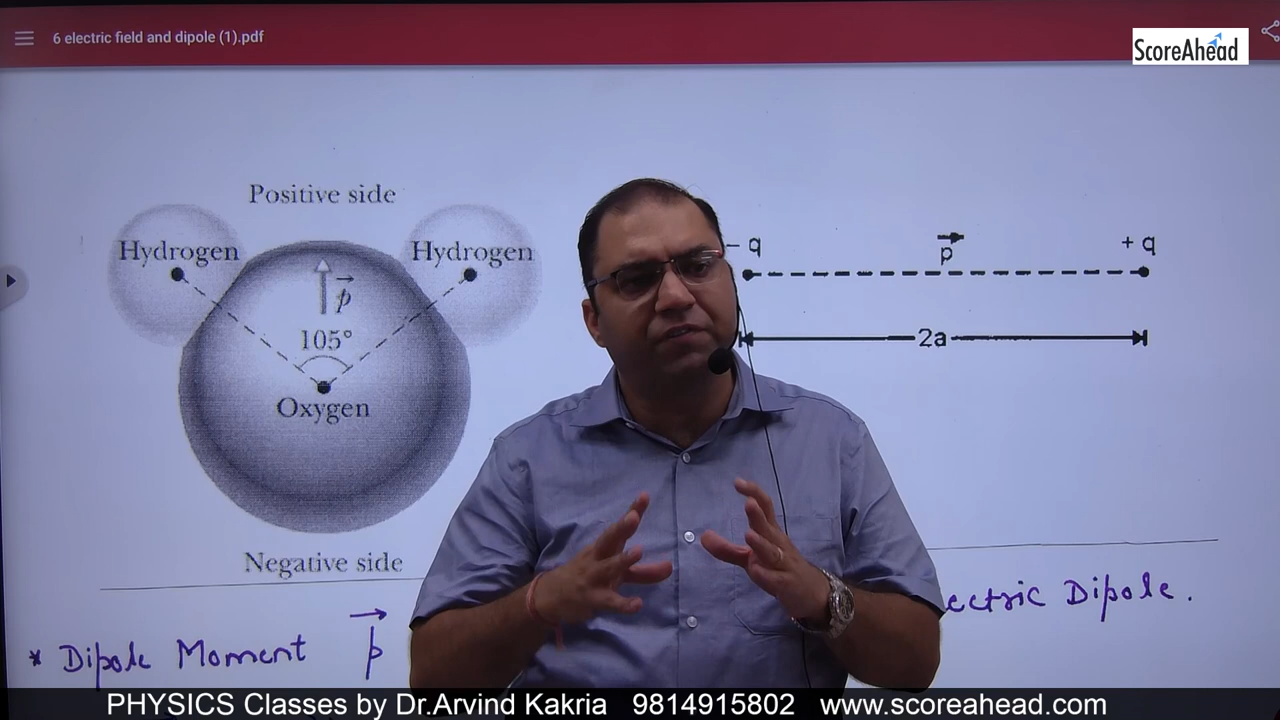 6 electric field and dipole (1).pdf
ScoreAhead
Positive side
Hydrogen
Hydrogen
p
105°
Oxygen
Negative side
- q
p
+ q
2a
Dipole.
* Dipole Moment p
PHYSICS Classes by Dr.Arvind Kakria 9814915802 www.scoreahead.com